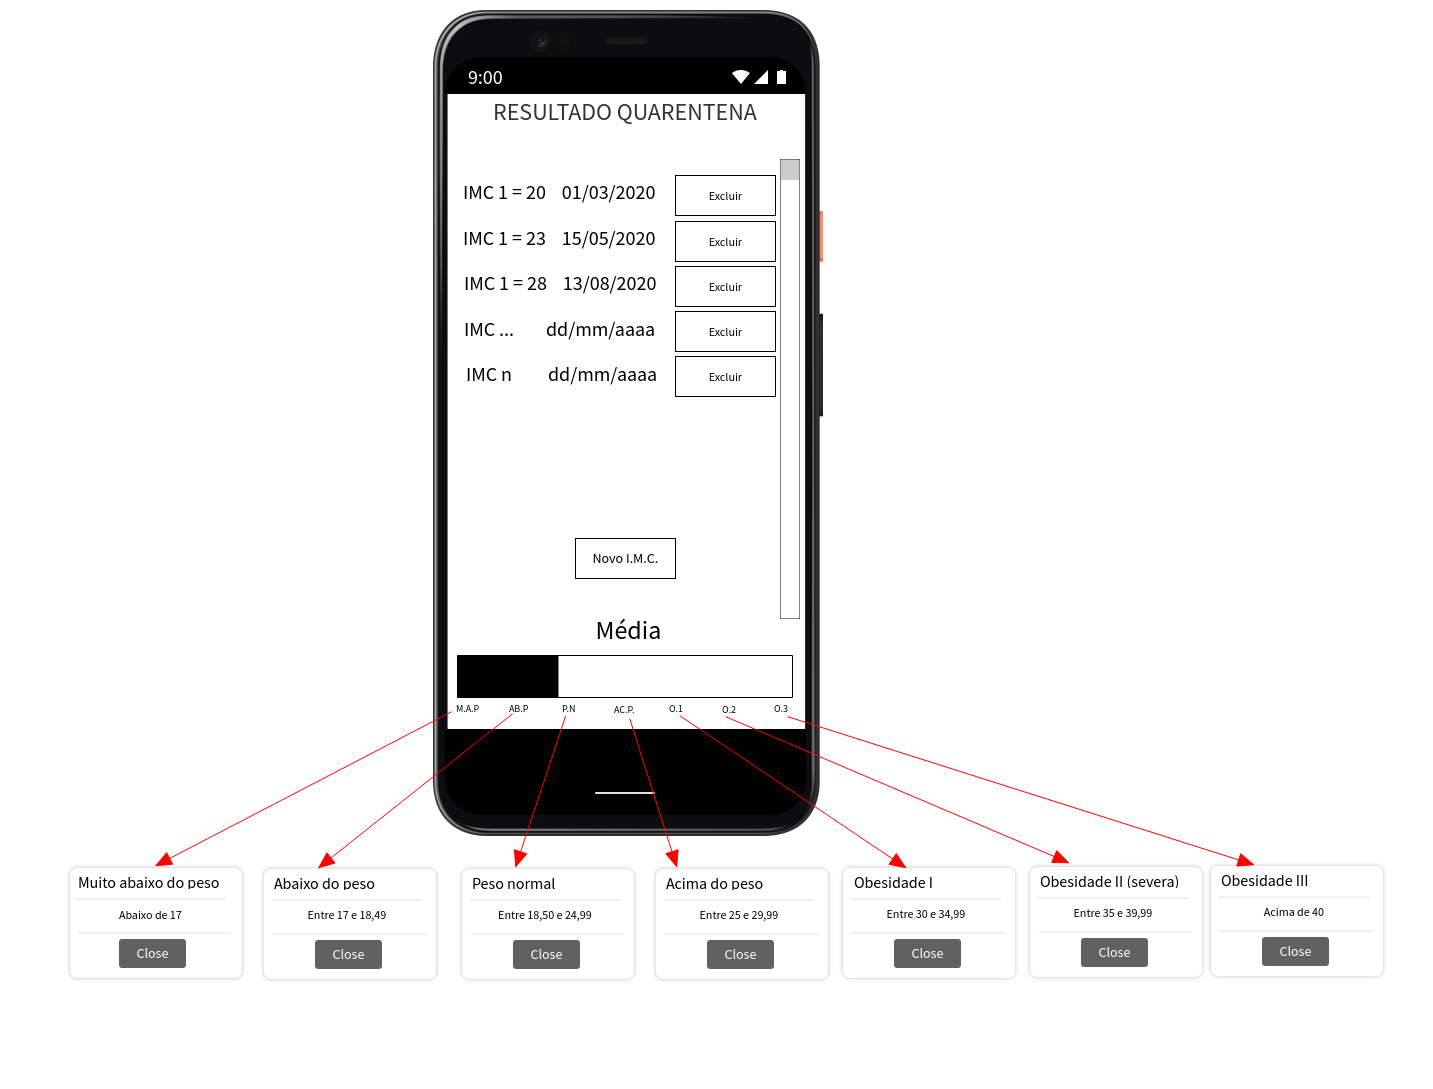 9:00
RESULTADO QUARENTENA
IMC 1 = 20 01/03/2020 Excluir
IMC 1 = 23 15/05/2020 Excluir
IMC 1 = 28 13/08/2020 Excluir
IMC ... dd/mm/aaaa Excluir
IMC n dd/mm/aaaa Excluir
Novo I.M.C.
Média
M.A.P AB.P P.N AC.P. O.1 O.2 O.3
Muito abaixo do peso
Abaixo de 17
Close
Abaixo do peso
Entre 17 e 18,49
Close
Peso normal
Entre 18,50 e 24,99
Close
Acima do peso
Entre 25 e 29,99
Close
Obesidade I
Entre 30 e 34,99
Close
Obesidade II (severa)
Entre 35 e 39,99
Close
Obesidade III
Acima de 40
Close